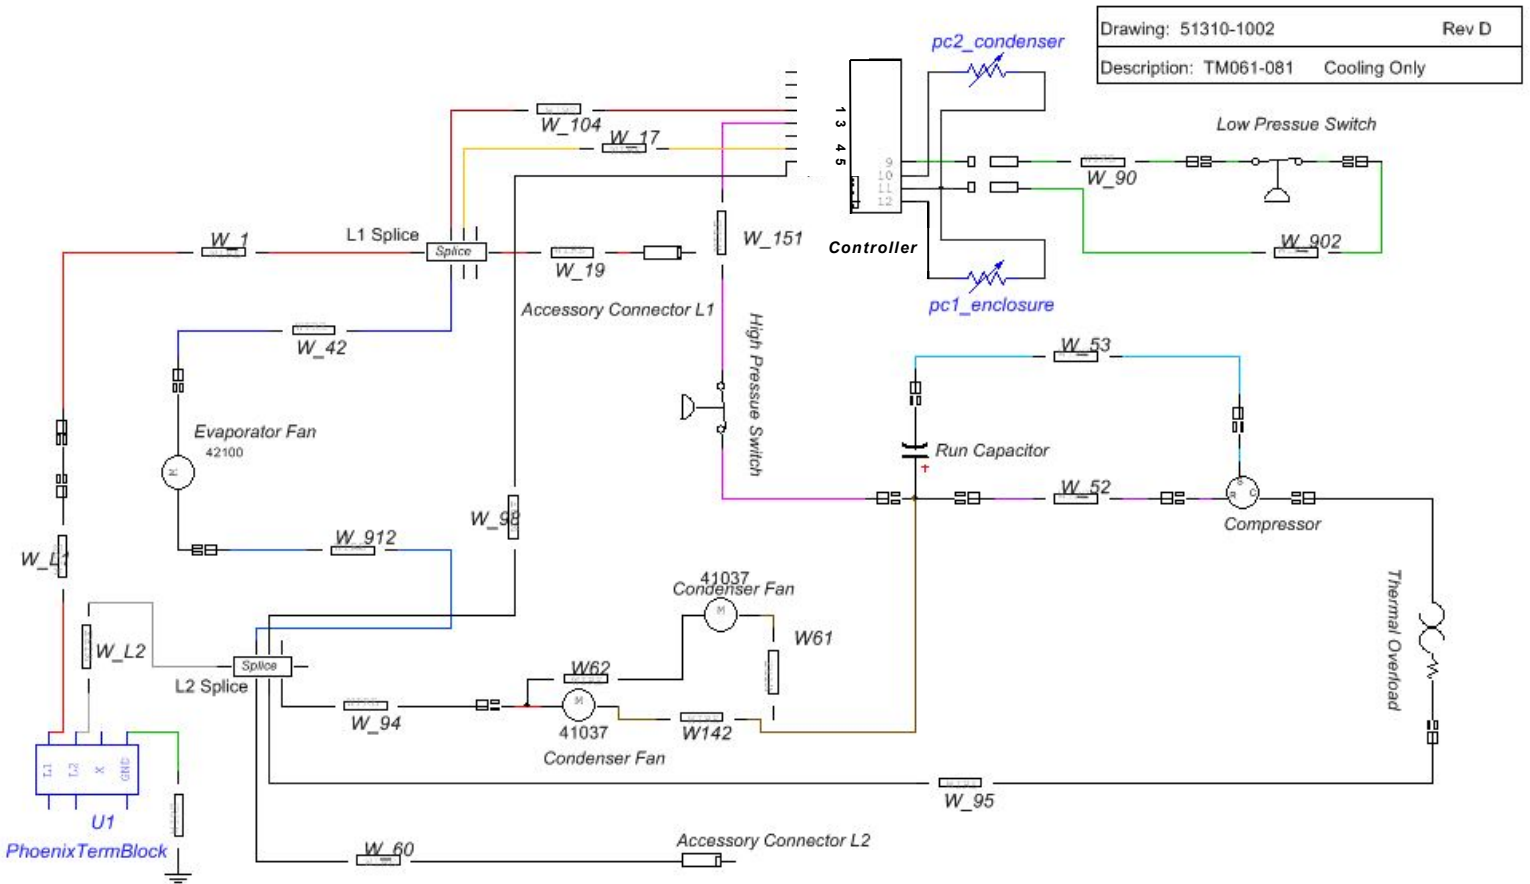 Drawing: 51310-1002 Rev D
Description: TM061-081 Cooling Only
pc2_condenser
Low Pressue Switch
W_104
W_17
1
3
4
5
9
10
11
12
W_90
W_902
Controller
pc1_enclosure
L1 Splice
Splice
W_1
W_19
W_151
Accessory Connector L1
W_42
High Pressue Switch
W_53
Evaporator Fan
42100
M
Run Capacitor
+
W_52
S
R
C
Compressor
W_98
W_912
W_L1
41037
Condenser Fan
M
W61
Thermal Overload
W_L2
Splice
L2 Splice
W62
M
W_94
41037
W142
Condenser Fan
L1
L2
X
GND
U1
PhoenixTermBlock
W_95
W_60
Accessory Connector L2